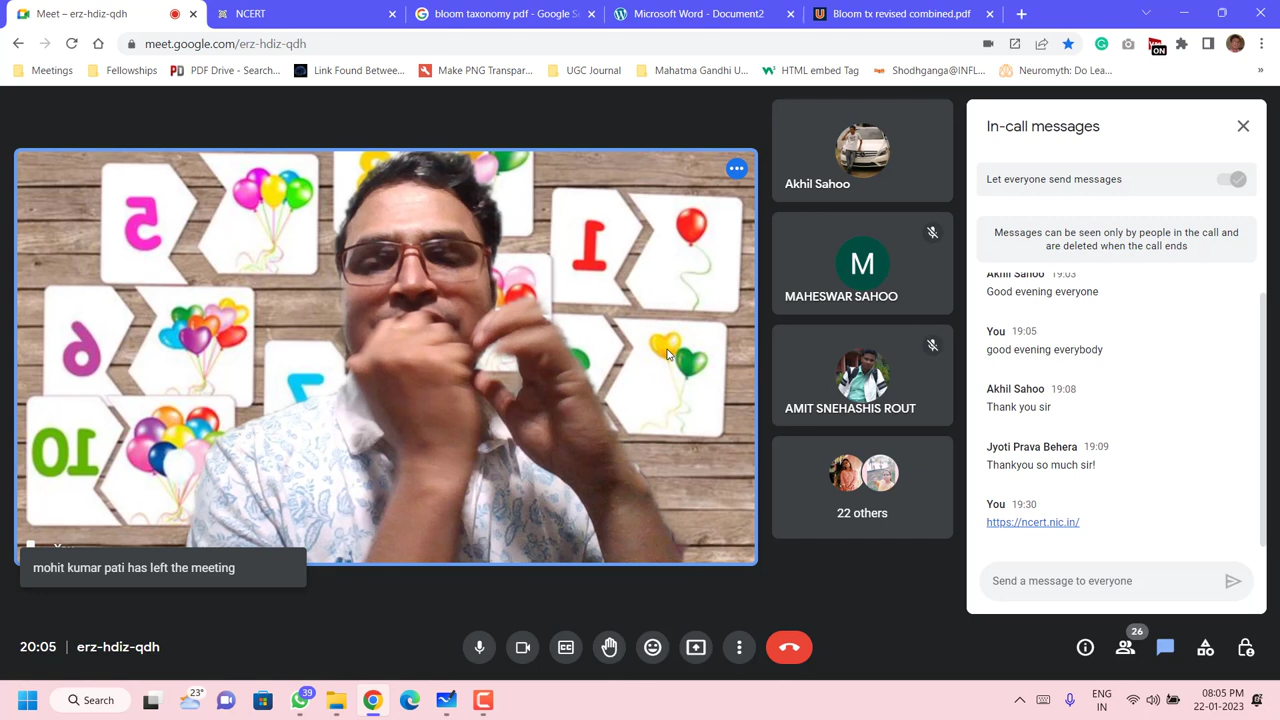 Meet – erz-hdiz-qdh
NCERT
bloom taxonomy pdf - Google S
Microsoft Word - Document2
Bloom tx revised combined.pdf
meet.google.com/erz-hdiz-qdh
ON
Meetings
Fellowships
PDF Drive - Search...
Link Found Betwee...
Make PNG Transpar...
UGC Journal
Mahatma Gandhi U...
HTML embed Tag
Shodhganga@INFL...
Neuromyth: Do Lea...
5
1
6
7
10
mohit kumar pati has left the meeting
Akhil Sahoo
M
MAHESWAR SAHOO
AMIT SNEHASHIS ROUT
22 others
In-call messages
Let everyone send messages
Messages can be seen only by people in the call and
are deleted when the call ends
Akhil Sahoo 19:03
Good evening everyone
You 19:05
good evening everybody
Akhil Sahoo 19:08
Thank you sir
Jyoti Prava Behera 19:09
Thankyou so much sir!
You 19:30
https://ncert.nic.in/
Send a message to everyone
20:05 | erz-hdiz-qdh
26
Search
23°
39
ENG
IN
08:05 PM
22-01-2023